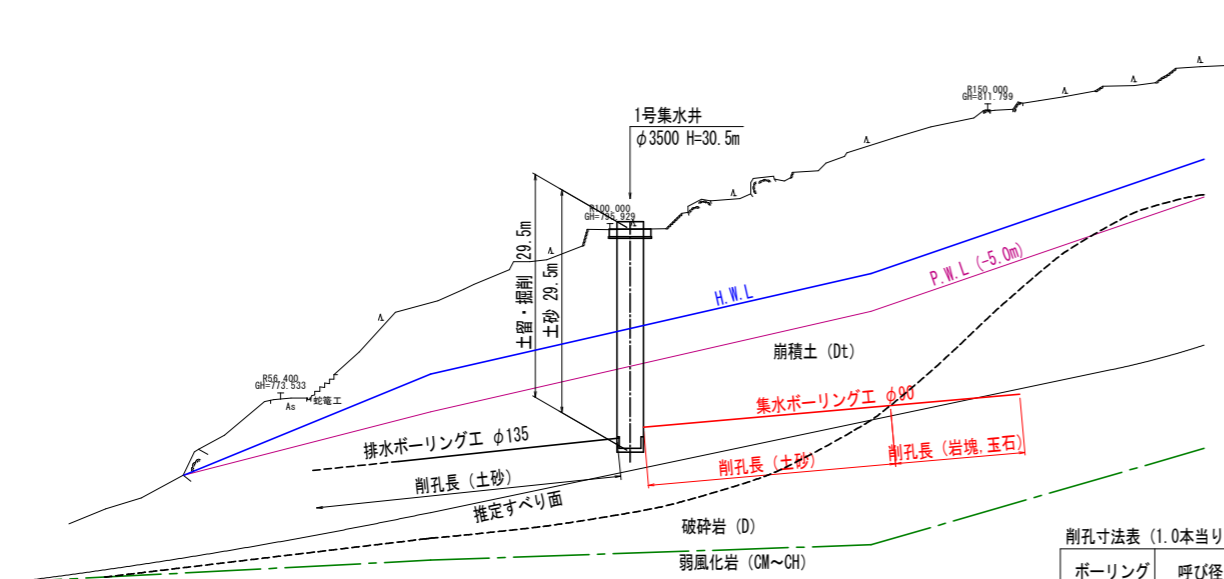 R150.000
GH=811.799
1号集水井
φ3500 H=30.5m
R100.000
GH=795.929
土留・掘削 29.5m
土砂 29.5m
H.W.L
P.W.L (-5.0m)
崩積土 (Dt)
R56.400
GH=773.533
As
蛇篭工
集水ボーリング工 φ90
排水ボーリング工 φ135
削孔長 (土砂)
削孔長 (岩塊,玉石)
削孔長 (土砂)
推定すべり面
破砕岩 (D)
弱風化岩 (CM～CH)
削孔寸法表 (1.0本当り
ボーリング
呼び径